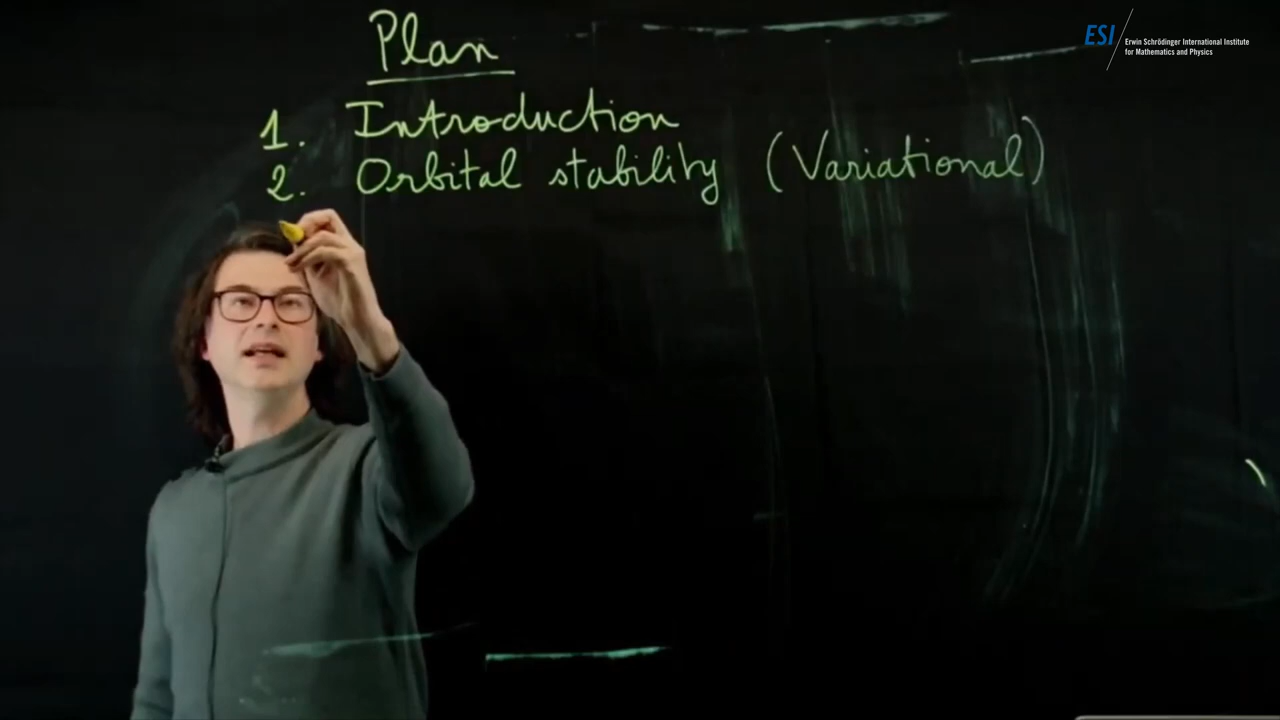 Plan
1. Introduction
2. Orbital stability (Variational)
ESI
Erwin Schrödinger International Institute
for Mathematics and Physics